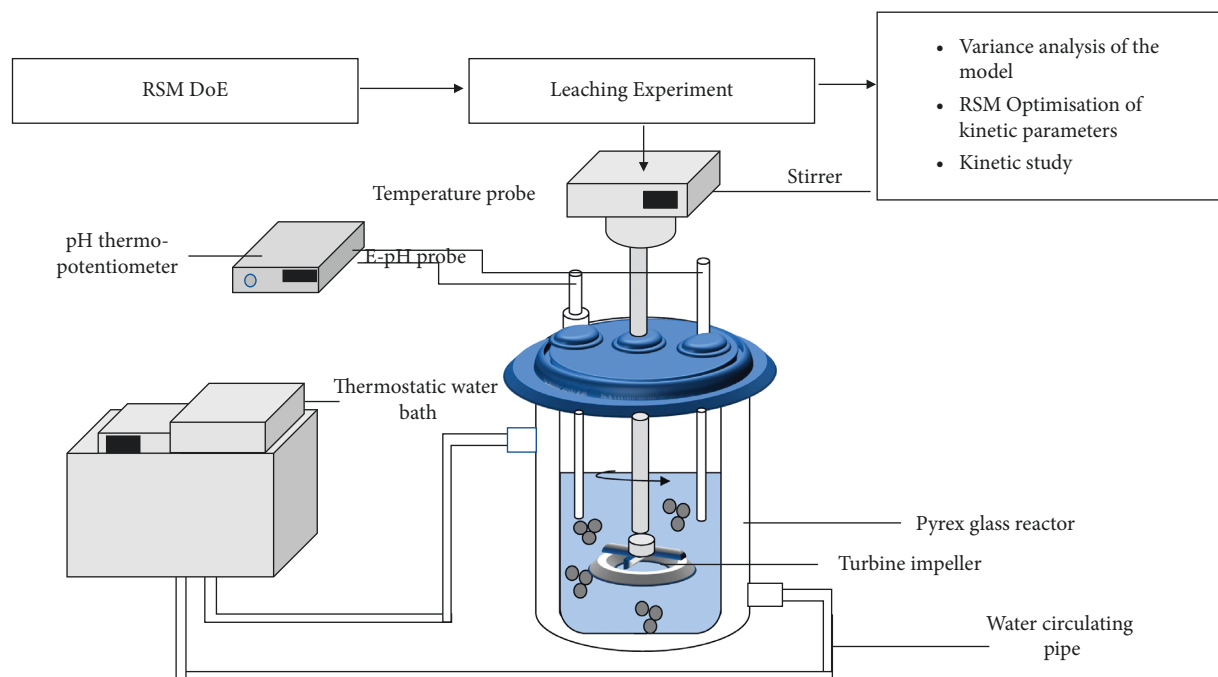 RSM DoE
Leaching Experiment
• Variance analysis of the
model
• RSM Optimisation of
kinetic parameters
• Kinetic study
Temperature probe
Stirrer
pH thermo-
potentiometer
E-pH probe
Thermostatic water
bath
Pyrex glass reactor
Turbine impeller
Water circulating
pipe